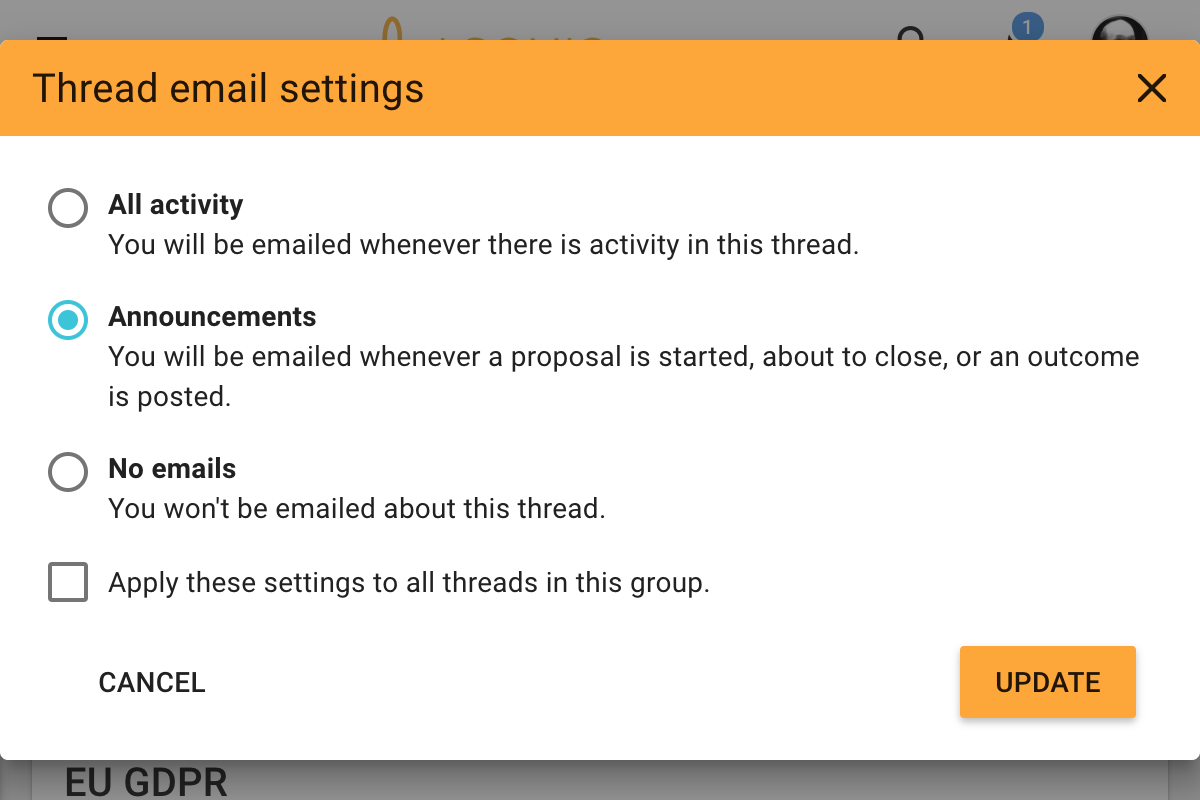 1
Thread email settings
All activity
You will be emailed whenever there is activity in this thread.
Announcements
You will be emailed whenever a proposal is started, about to close, or an outcome
is posted.
No emails
You won't be emailed about this thread.
Apply these settings to all threads in this group.
CANCEL
UPDATE
EU GDPR